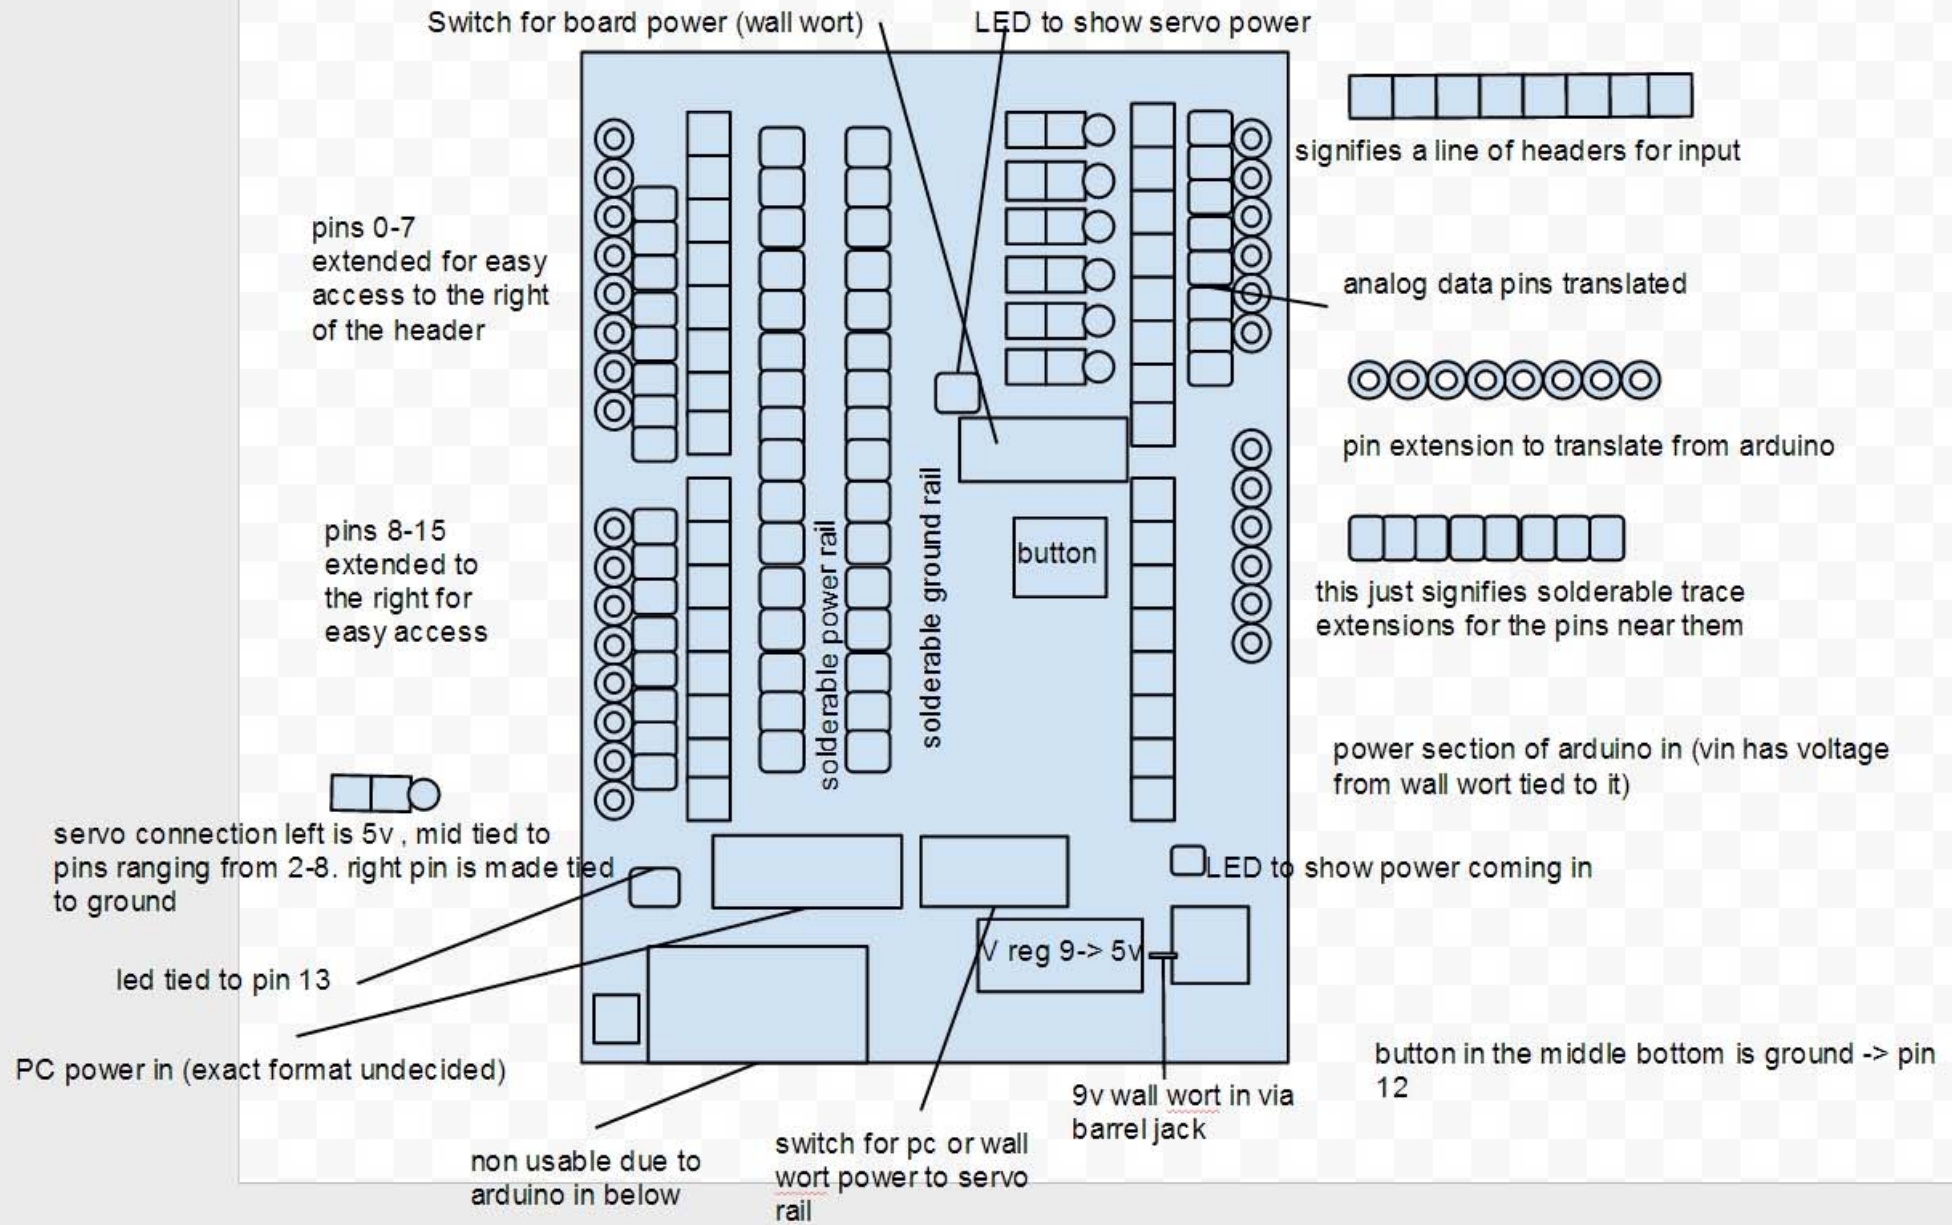 Switch for board power (wall wort)
LED to show servo power
signifies a line of headers for input
pins 0-7
extended for easy
access to the right
of the header
analog data pins translated
pin extension to translate from arduino
pins 8-15
extended to
the right for
easy access
solderable power rail
solderable ground rail
button
this just signifies solderable trace
extensions for the pins near them
power section of arduino in (vin has voltage
from wall wort tied to it)
servo connection left is 5v , mid tied to
pins ranging from 2-8. right pin is made tied
to ground
LED to show power coming in
V reg 9-> 5v
led tied to pin 13
PC power in (exact format undecided)
button in the middle bottom is ground -> pin
12
9v wall wort in via
barrel jack
non usable due to
arduino in below
switch for pc or wall
wort power to servo
rail